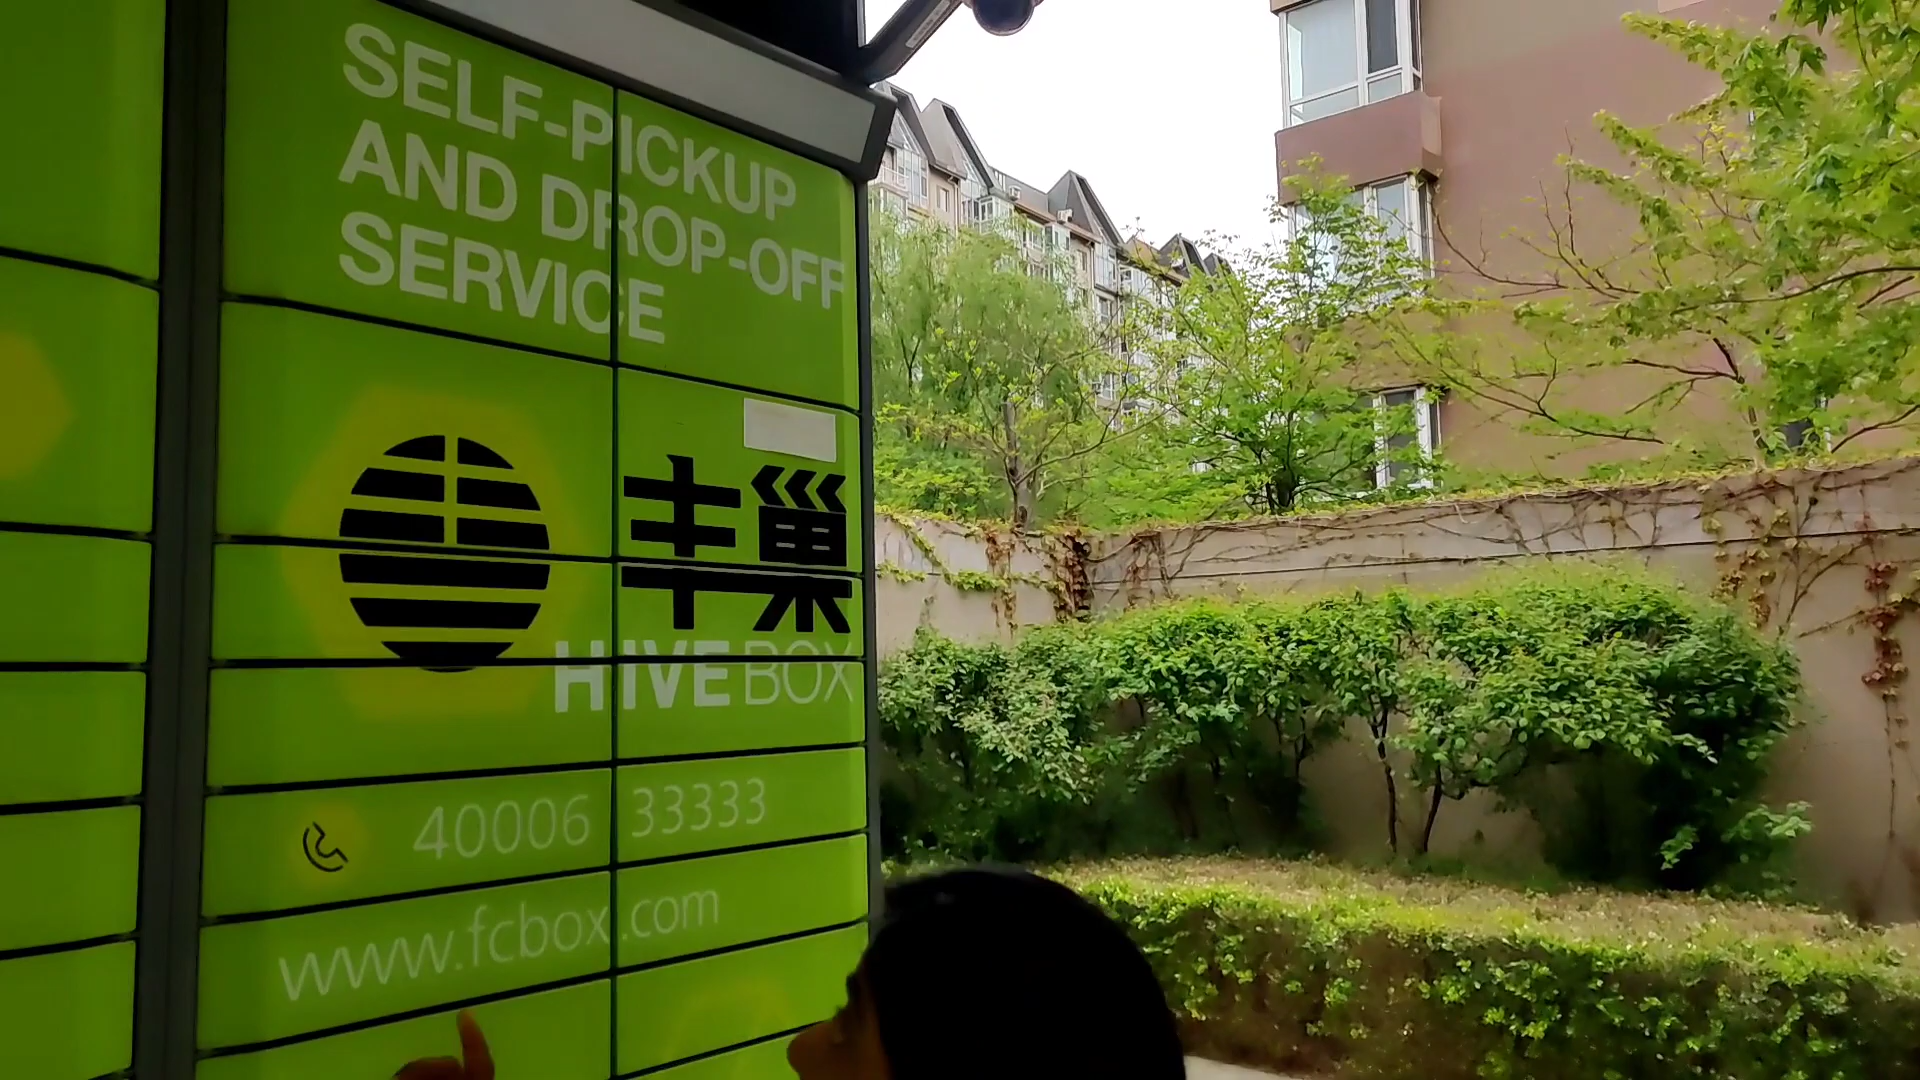 SELF-PICKUP
AND DROP-OFF
SERVICE
丰巢
HIVE BOX
40006 33333
www.fcbox.com